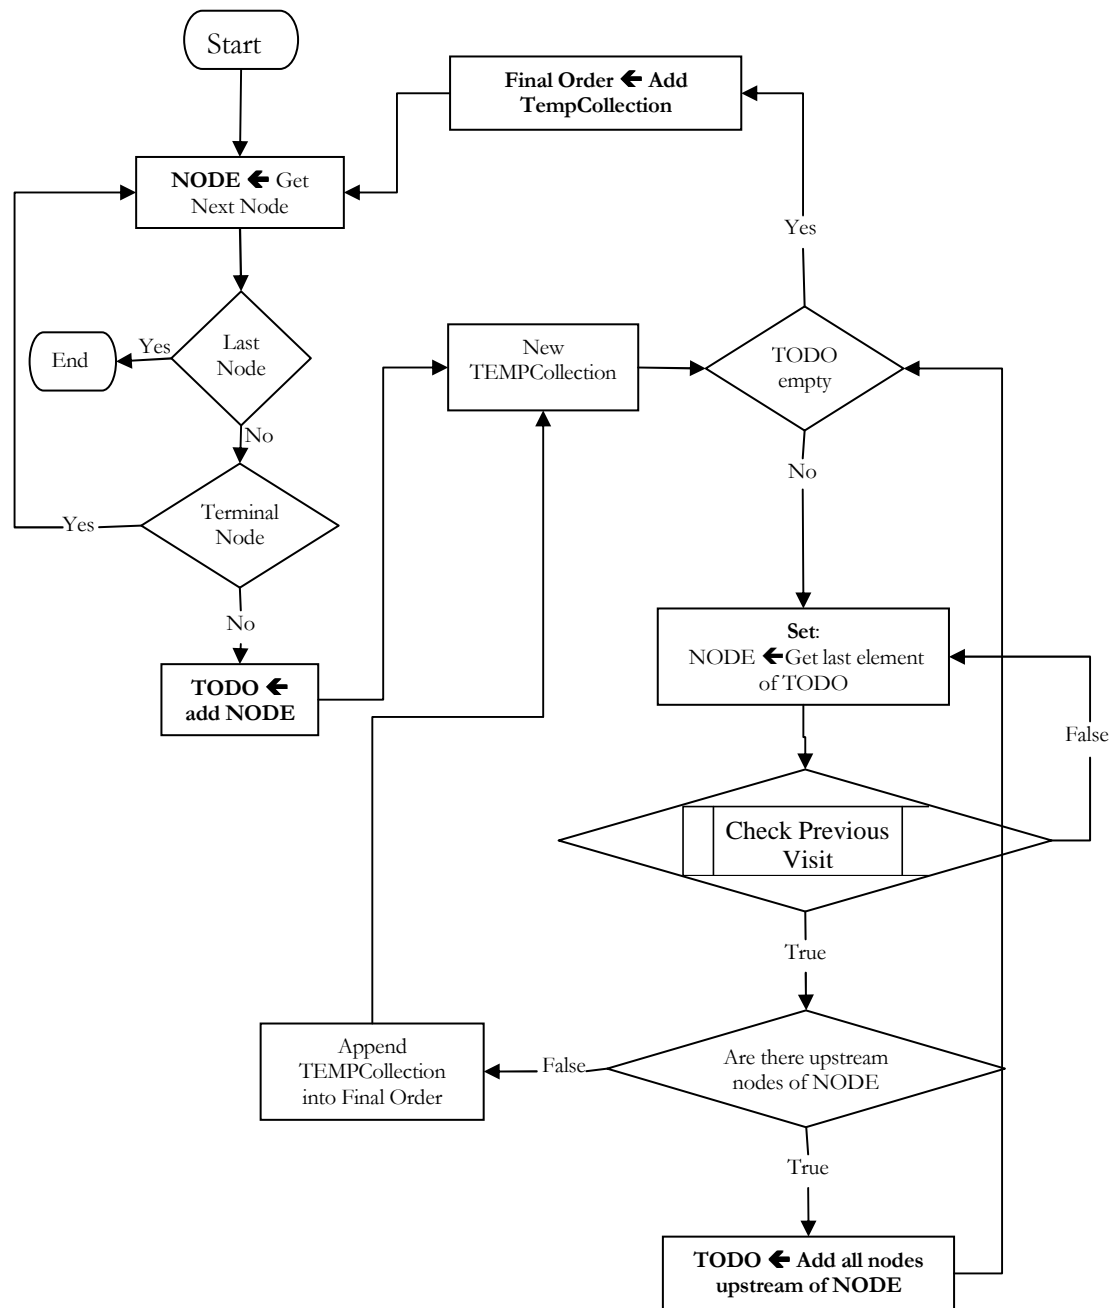 Start
Final Order 🡸 Add
TempCollection
NODE 🡸 Get
Next Node
Yes
Last
Node
Yes
End
New
TEMPCollection
TODO
empty
No
No
Terminal
Node
Yes
No
Set:
NODE 🡸Get last element
of TODO
TODO 🡸
add NODE
False
Check Previous
Visit
True
Append
TEMPCollection
into Final Order
False
Are there upstream
nodes of NODE
True
TODO 🡸 Add all nodes
upstream of NODE